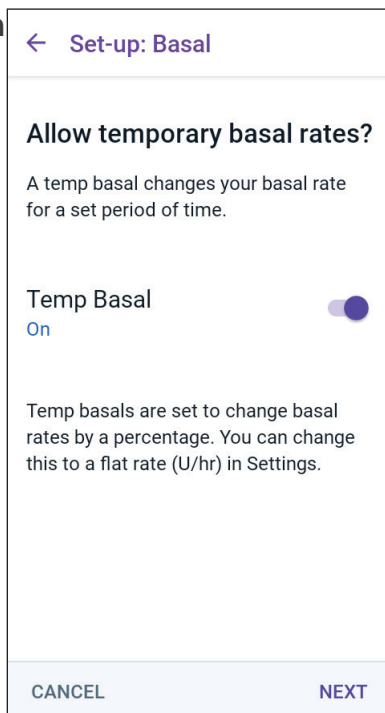 Set-up: Basal
Allow temporary basal rates?
A temp basal changes your basal rate
for a set period of time.
Temp Basal
On
Temp basals are set to change basal
rates by a percentage. You can change
this to a flat rate (U/hr) in Settings.
CANCEL NEXT